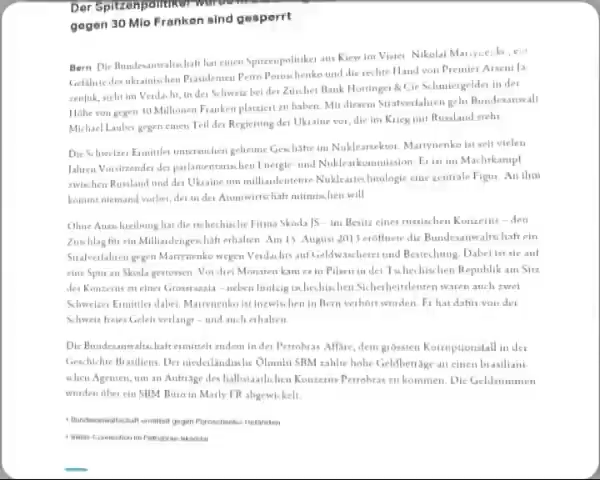 Der Spitzenpolitiker wurde in
gegen 30 Mio Franken sind gesperrt
Bern Die Bundesanwaltschaft hat einen Spitzenpolitiker aus Kiew im Visier. Nikolai
Gefährte des ukrainischen Präsidenten Petro Poroschenko und die rechte Hand von Premier Arseni Ja-
zenjuk, steht im Verdacht, in der Schweiz bei der Zürcher Bank Hottinger & Cie Schmiergelder in der
Höhe von gegen 30 Millionen Franken platziert zu haben. Mit diesem Strafverfahren geht Bundesanwalt
Michael Lauber gegen einen Teil der Regierung der Ukraine vor, die im Krieg mit Russland steht.
Die Schweizer Ermittler untersuchen geheime Geschäfte im Nuklearsektor. Martynenko ist seit vielen
Jahren Vorsitzender der parlamentarischen Energie- und Nuklearkommission. Er ist im Machtkampf
zwischen Russland und der Ukraine um milliardenteure Nukleartechnologie eine zentrale Figur. An ihm
kommt niemand vorbei, der in der Atomwirtschaft mitmischen will.
Ohne Ausschreibung hat die tschechische Firma Skoda JS – im Besitz eines russischen Konzerns – den
Zuschlag für ein Milliardengeschäft erhalten. Am 15. August 2013 eröffnete die Bundesanwaltschaft ein
Strafverfahren gegen Martynenko wegen Verdachts auf Geldwäscherei und Bestechung. Dabei ist sie auf
eine Spur zu Skoda gestossen. Vor drei Monaten kam es in Pilsen in der Tschechischen Republik am Sitz
des Konzerns zu einer Grossrazzia – neben fünfzig tschechischen Sicherheitsleuten waren auch zwei
Schweizer Ermittler dabei. Martynenko ist inzwischen in Bern verhört worden. Er hat dafür von der
Schweiz freies Geleit verlangt – und auch erhalten.
Die Bundesanwaltschaft ermittelt zudem in der Petrobras-Affäre, dem grössten Korruptionsfall in der
Geschichte Brasiliens. Der niederländische Ölmulti SBM zahlte hohe Geldbeträge an einen brasiliani-
schen Agenten, um an Aufträge des halbstaatlichen Konzerns Petrobras zu kommen. Die Geldsummen
wurden über ein SBM-Büro in Marly FR abgewickelt.
Bundesanwaltschaft ermittelt gegen Poroschenko-Vertrauten